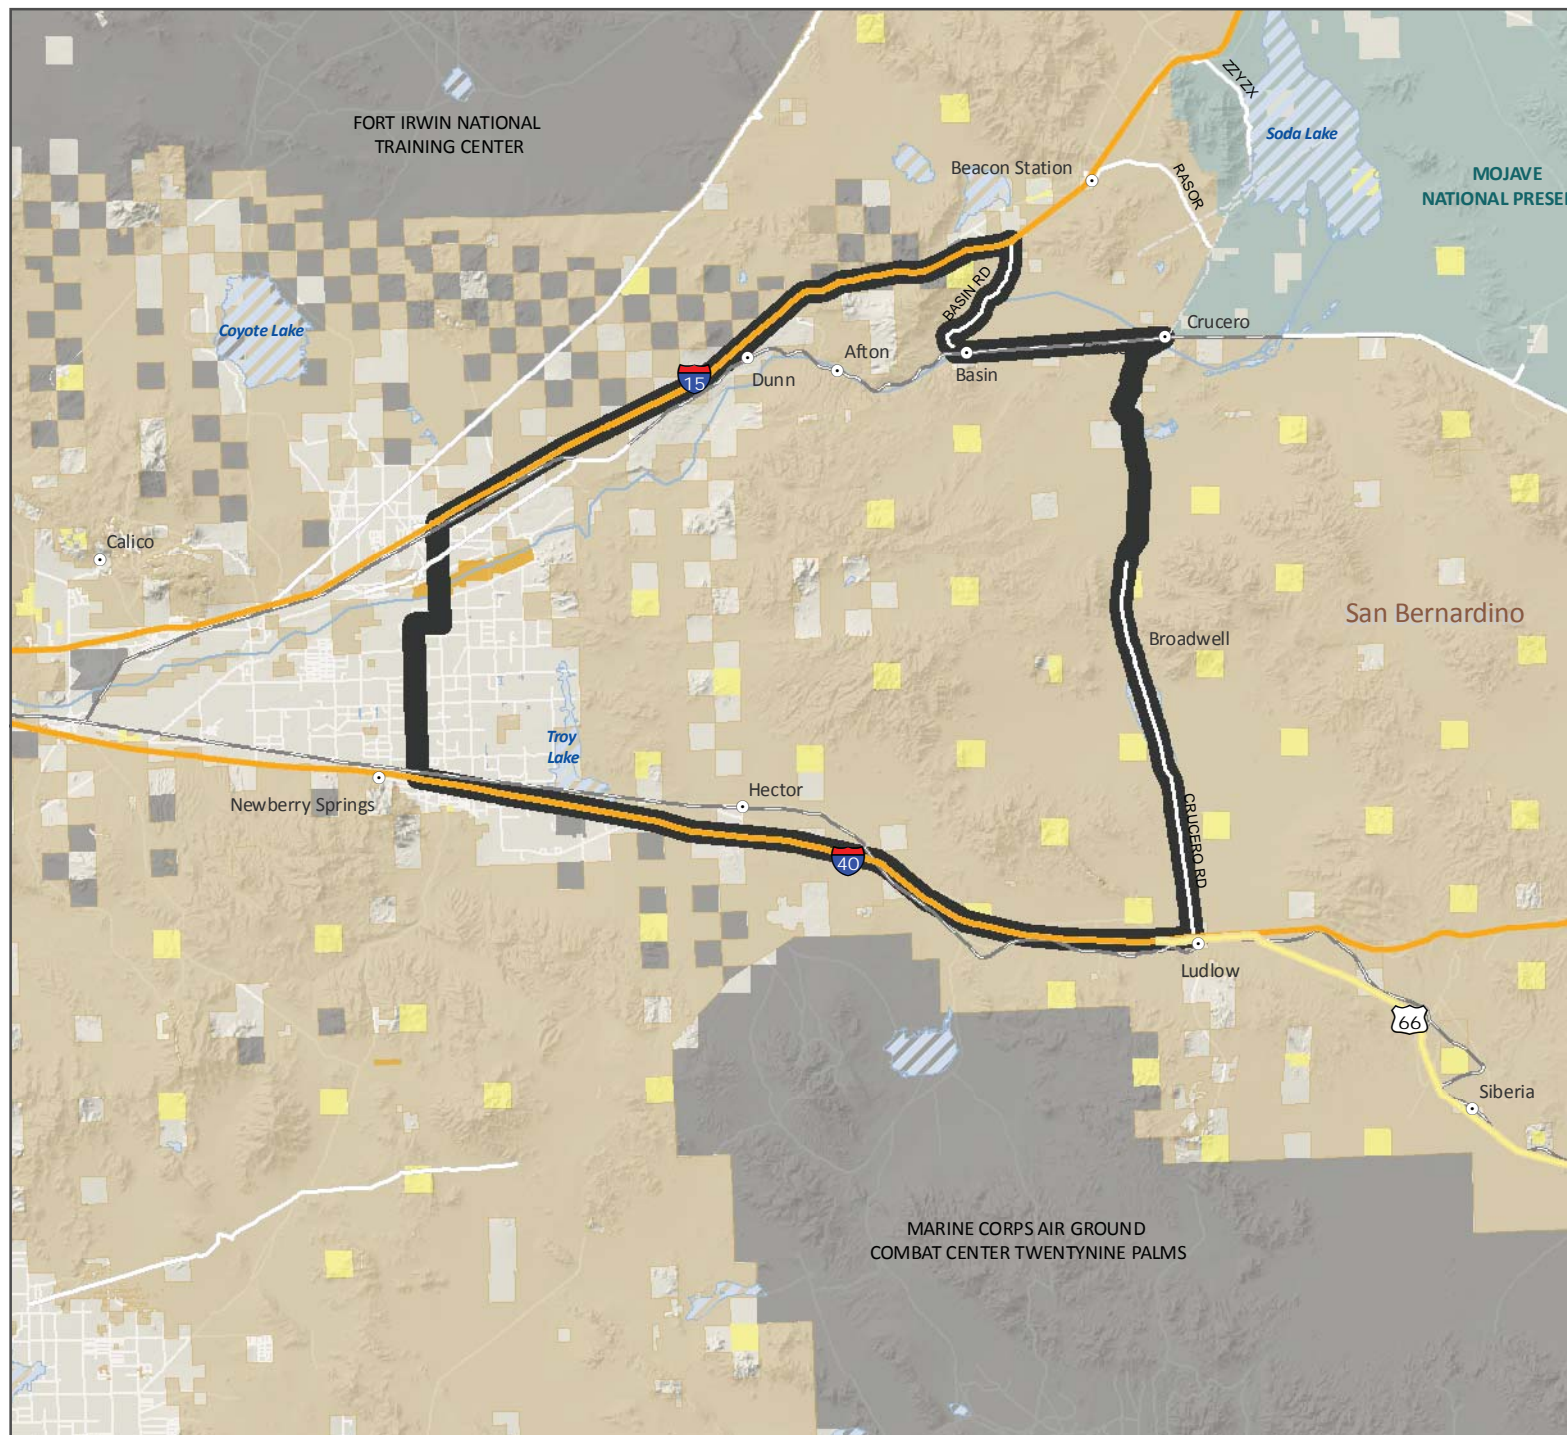 ZZYZX
FORT IRWIN NATIONAL
TRAINING CENTER
Soda Lake
Beacon Station
RASOR
MOJAVE
NATIONAL PRESE
BASIN RD
Coyote Lake
Crucero
Afton
15
Dunn
Basin
Calico
San Bernardino
Broadwell
Troy
Lake
Hector
Newberry Springs
CRUCERO RD
40
Ludlow
66
Siberia
MARINE CORPS AIR GROUND
COMBAT CENTER TWENTYNINE PALMS